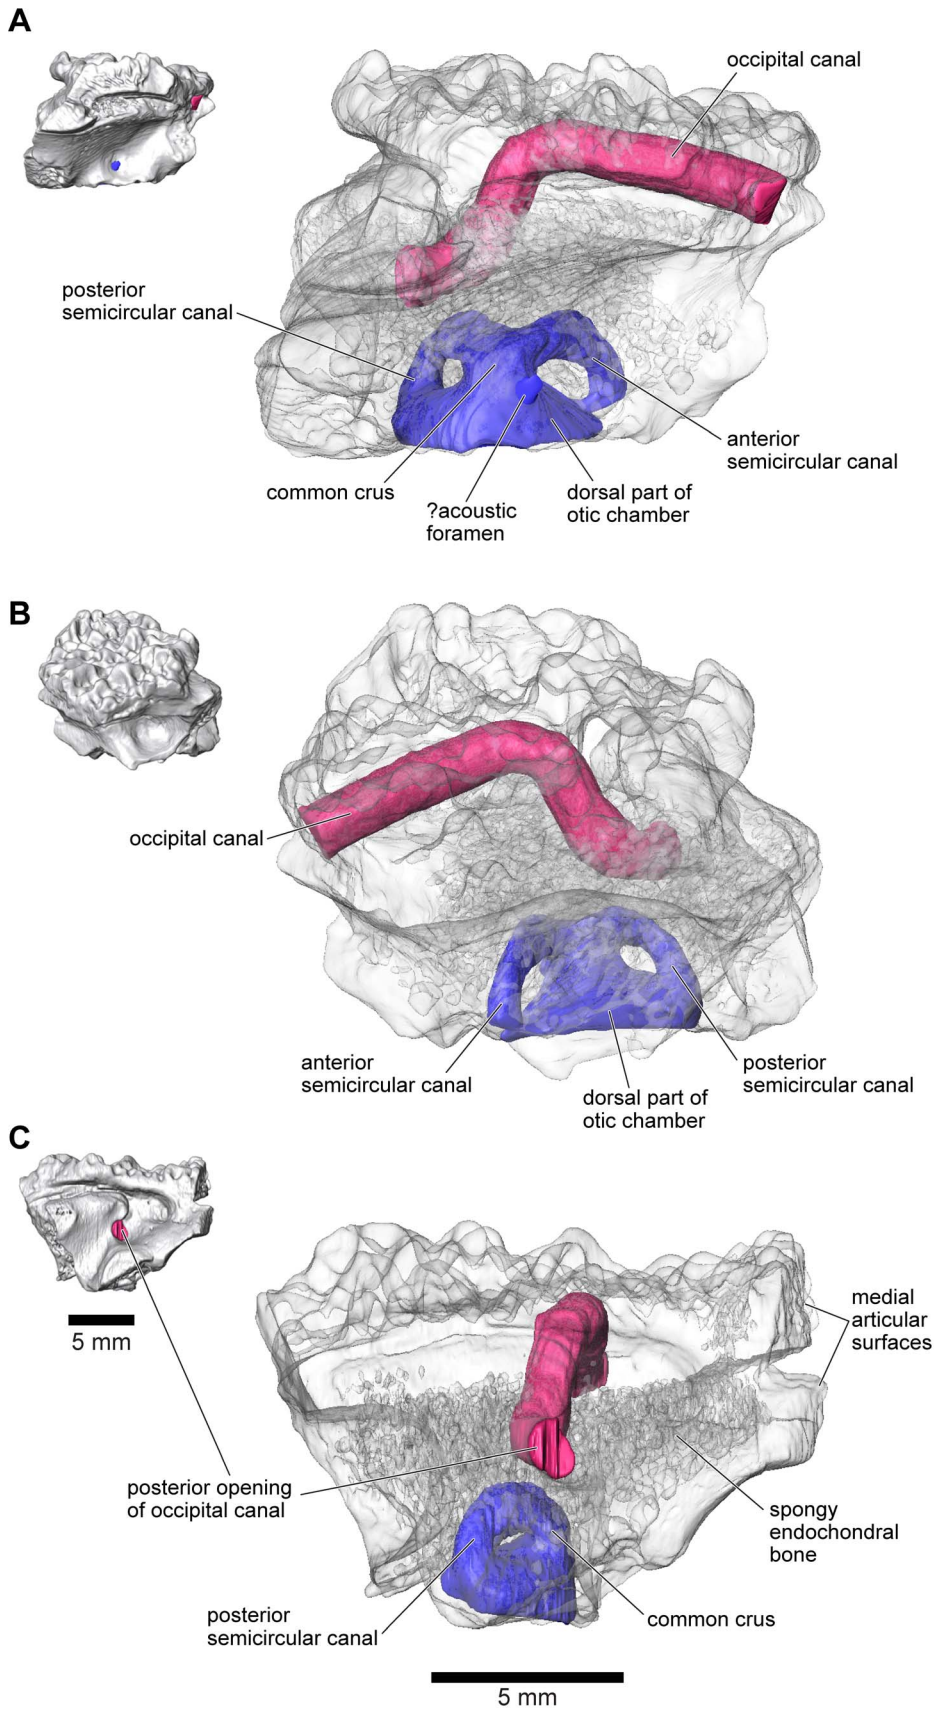 A
occipital canal
posterior
semicircular canal
anterior
semicircular canal
common crus
?acoustic
foramen
dorsal part of
otic chamber
B
occipital canal
anterior
semicircular canal
posterior
semicircular canal
dorsal part of
otic chamber
C
5 mm
medial
articular
surfaces
posterior opening
of occipital canal
spongy
endochondral
bone
posterior
semicircular canal
common crus
5 mm